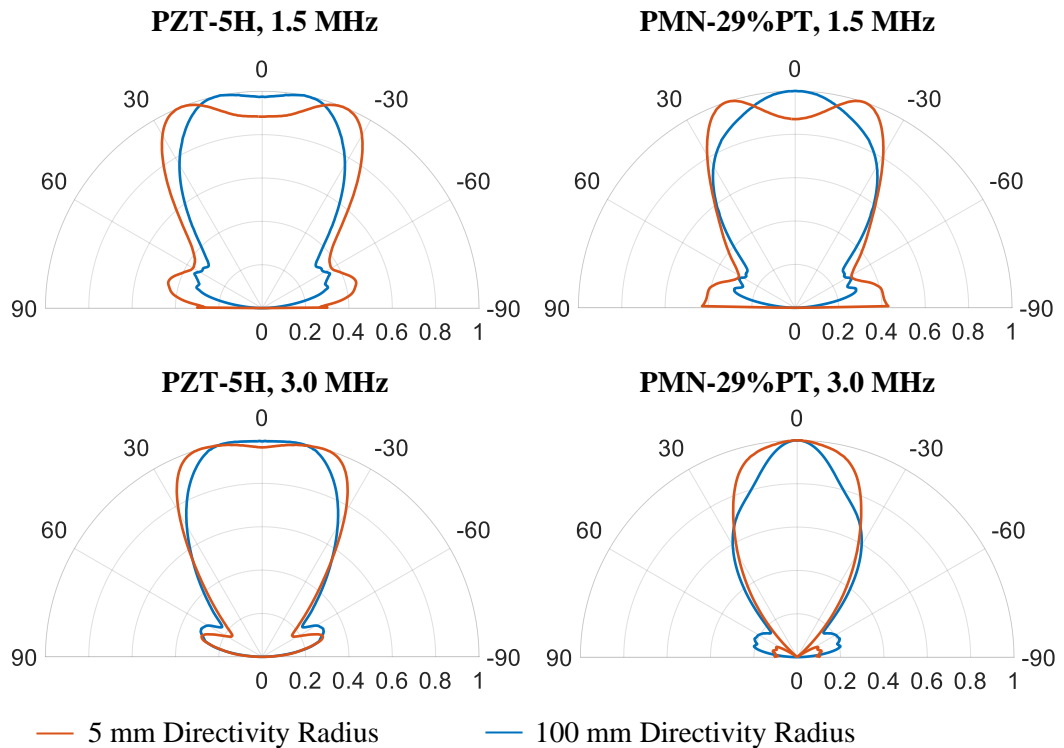 PZT-5H, 1.5 MHz
PMN-29%PT, 1.5 MHz
0
30
-30
60
-60
90
-90
0 0.2 0.4 0.6 0.8 1
0
30
-30
60
-60
90
-90
0 0.2 0.4 0.6 0.8 1
PZT-5H, 3.0 MHz
PMN-29%PT, 3.0 MHz
0
30
-30
60
-60
90
-90
0 0.2 0.4 0.6 0.8 1
0
30
-30
60
-60
90
-90
0 0.2 0.4 0.6 0.8 1
5 mm Directivity Radius
100 mm Directivity Radius